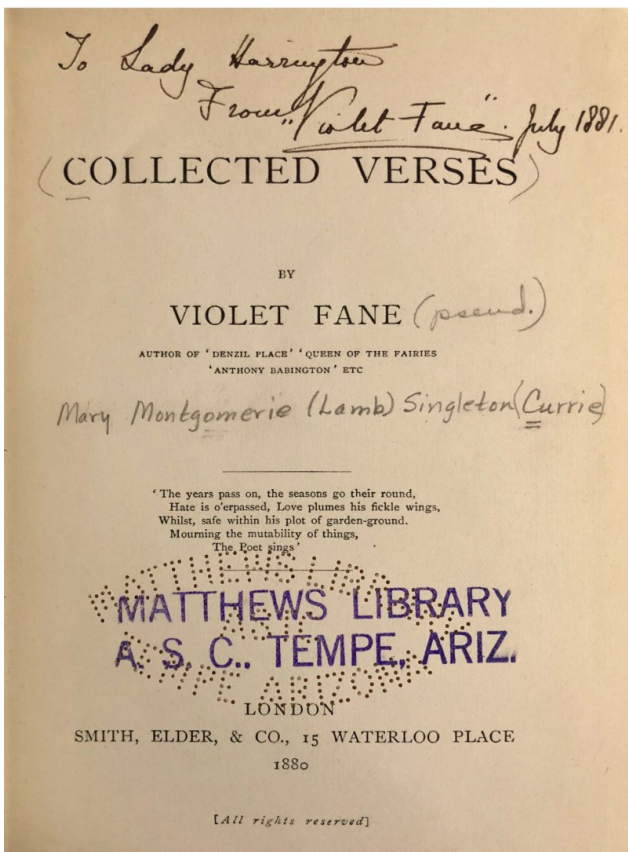 To Lady Harrington
From "Violet Fane". July 1881.
(COLLECTED VERSES)
BY
VIOLET FANE (pseud.)
AUTHOR OF 'DENZIL PLACE' 'QUEEN OF THE FAIRIES
'ANTHONY BABINGTON' ETC
Mary Montgomerie (Lamb) Singleton (Currie)
'The years pass on, the seasons go their round,
Hate is o'erpassed, Love plumes his fickle wings,
Whilst, safe within his plot of garden-ground.
Mourning the mutability of things,
The Poet sings'
MATTHEWS LIBRARY
MATTHEWS LIBRARY
A. S. C., TEMPE, ARIZ.
TEMPE ARIZONA
LONDON
SMITH, ELDER, & CO., 15 WATERLOO PLACE
1880
[All rights reserved]